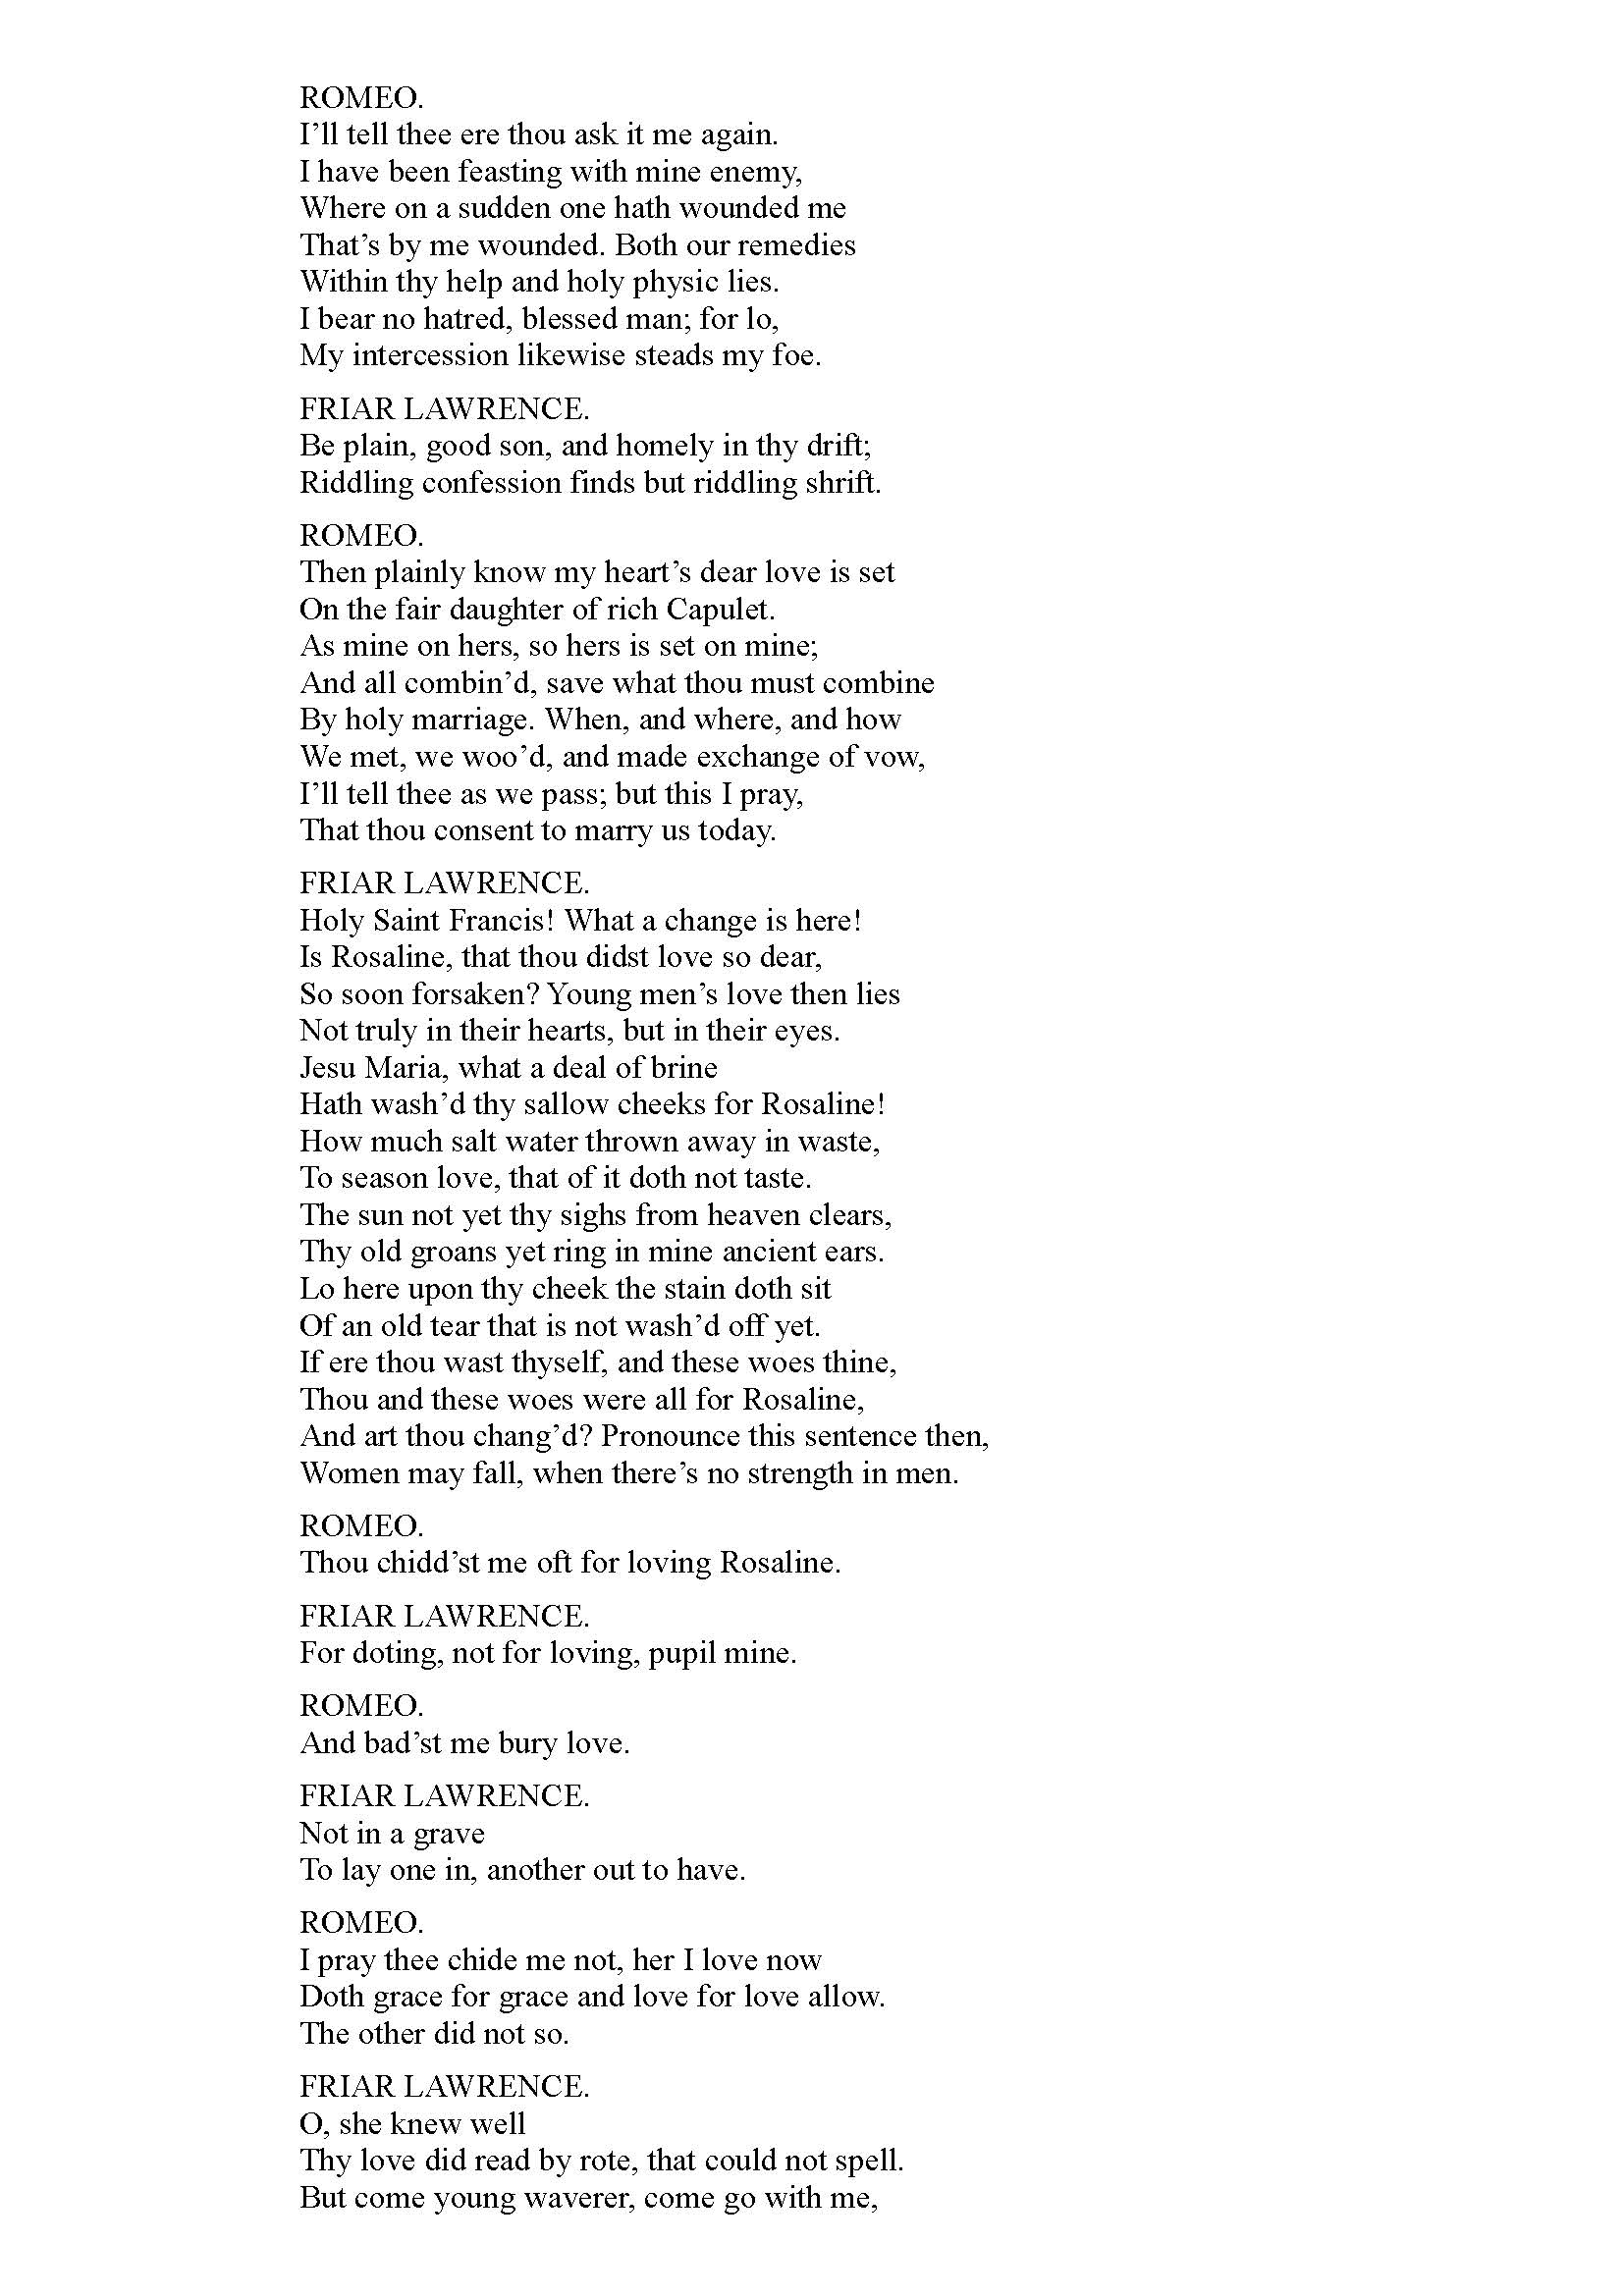 ROMEO.
I’ll tell thee ere thou ask it me again.
I have been feasting with mine enemy,
Where on a sudden one hath wounded me
That’s by me wounded. Both our remedies
Within thy help and holy physic lies.
I bear no hatred, blessed man; for lo,
My intercession likewise steads my foe.
FRIAR LAWRENCE.
Be plain, good son, and homely in thy drift;
Riddling confession finds but riddling shrift.
ROMEO.
Then plainly know my heart’s dear love is set
On the fair daughter of rich Capulet.
As mine on hers, so hers is set on mine;
And all combin’d, save what thou must combine
By holy marriage. When, and where, and how
We met, we woo’d, and made exchange of vow,
I’ll tell thee as we pass; but this I pray,
That thou consent to marry us today.
FRIAR LAWRENCE.
Holy Saint Francis! What a change is here!
Is Rosaline, that thou didst love so dear,
So soon forsaken? Young men’s love then lies
Not truly in their hearts, but in their eyes.
Jesu Maria, what a deal of brine
Hath wash’d thy sallow cheeks for Rosaline!
How much salt water thrown away in waste,
To season love, that of it doth not taste.
The sun not yet thy sighs from heaven clears,
Thy old groans yet ring in mine ancient ears.
Lo here upon thy cheek the stain doth sit
Of an old tear that is not wash’d off yet.
If ere thou wast thyself, and these woes thine,
Thou and these woes were all for Rosaline,
And art thou chang’d? Pronounce this sentence then,
Women may fall, when there’s no strength in men.
ROMEO.
Thou chidd’st me oft for loving Rosaline.
FRIAR LAWRENCE.
For doting, not for loving, pupil mine.
ROMEO.
And bad’st me bury love.
FRIAR LAWRENCE.
Not in a grave
To lay one in, another out to have.
ROMEO.
I pray thee chide me not, her I love now
Doth grace for grace and love for love allow.
The other did not so.
FRIAR LAWRENCE.
O, she knew well
Thy love did read by rote, that could not spell.
But come young waverer, come go with me,